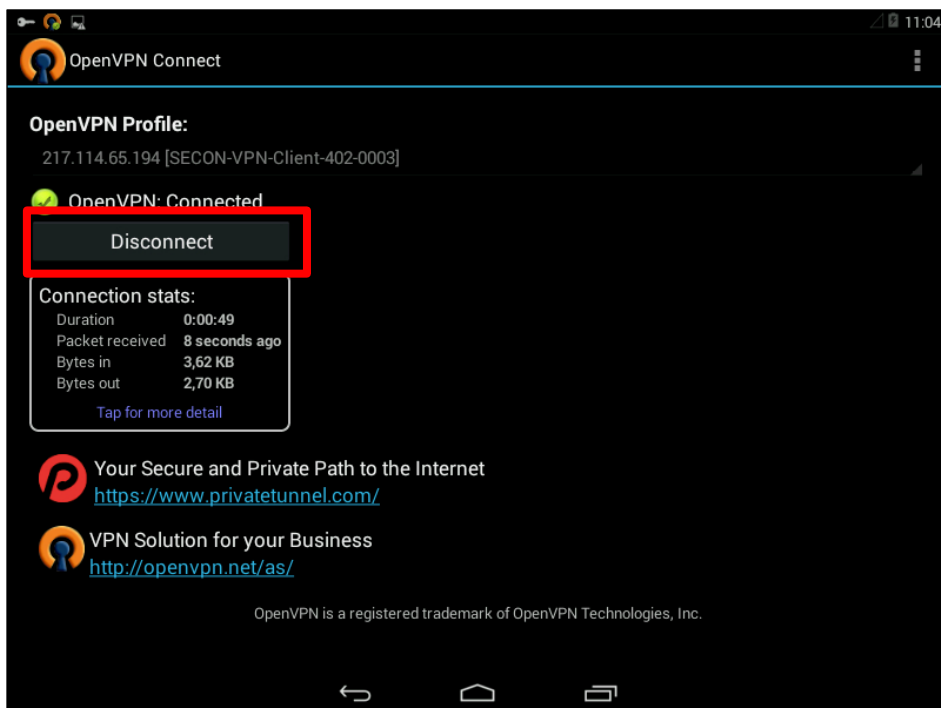 11:04
OpenVPN Connect
OpenVPN Profile:
217.114.65.194 [SECON-VPN-Client-402-0003]
OpenVPN: Connected
Disconnect
Connection stats:
Duration 0:00:49
Packet received 8 seconds ago
Bytes in 3,62 KB
Bytes out 2,70 KB
Tap for more detail
Your Secure and Private Path to the Internet
https://www.privatetunnel.com/
VPN Solution for your Business
http://openvpn.net/as/
OpenVPN is a registered trademark of OpenVPN Technologies, Inc.